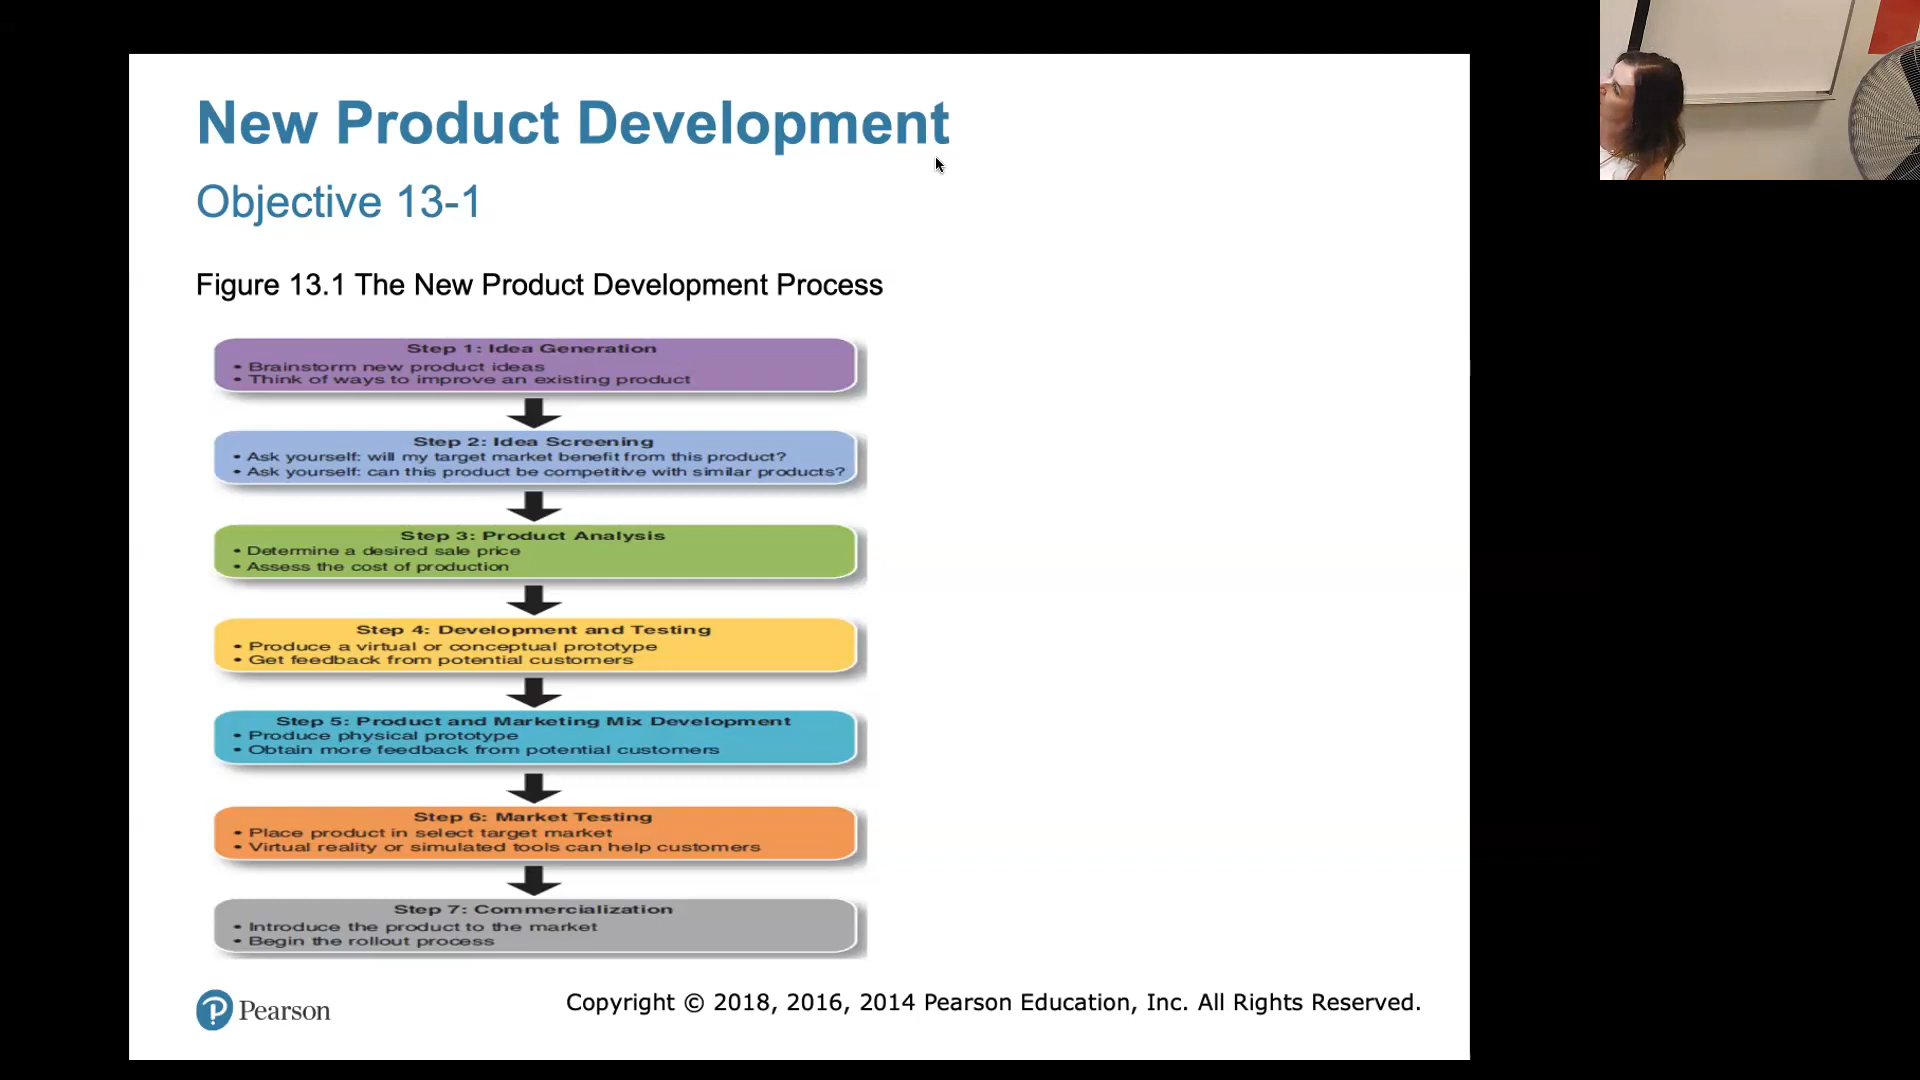 New Product Development
Objective 13-1
Figure 13.1 The New Product Development Process
Step 1: Idea Generation
• Brainstorm new product ideas
• Think of ways to improve an existing product
Step 2: Idea Screening
• Ask yourself: will my target market benefit from this product?
• Ask yourself: can this product be competitive with similar products?
Step 3: Product Analysis
• Determine a desired sale price
• Assess the cost of production
Step 4: Development and Testing
• Produce a virtual or conceptual prototype
• Get feedback from potential customers
Step 5: Product and Marketing Mix Development
• Produce physical prototype
• Obtain more feedback from potential customers
Step 6: Market Testing
• Place product in select target market
• Virtual reality or simulated tools can help customers
Step 7: Commercialization
• Introduce the product to the market
• Begin the rollout process
Pearson
Copyright © 2018, 2016, 2014 Pearson Education, Inc. All Rights Reserved.